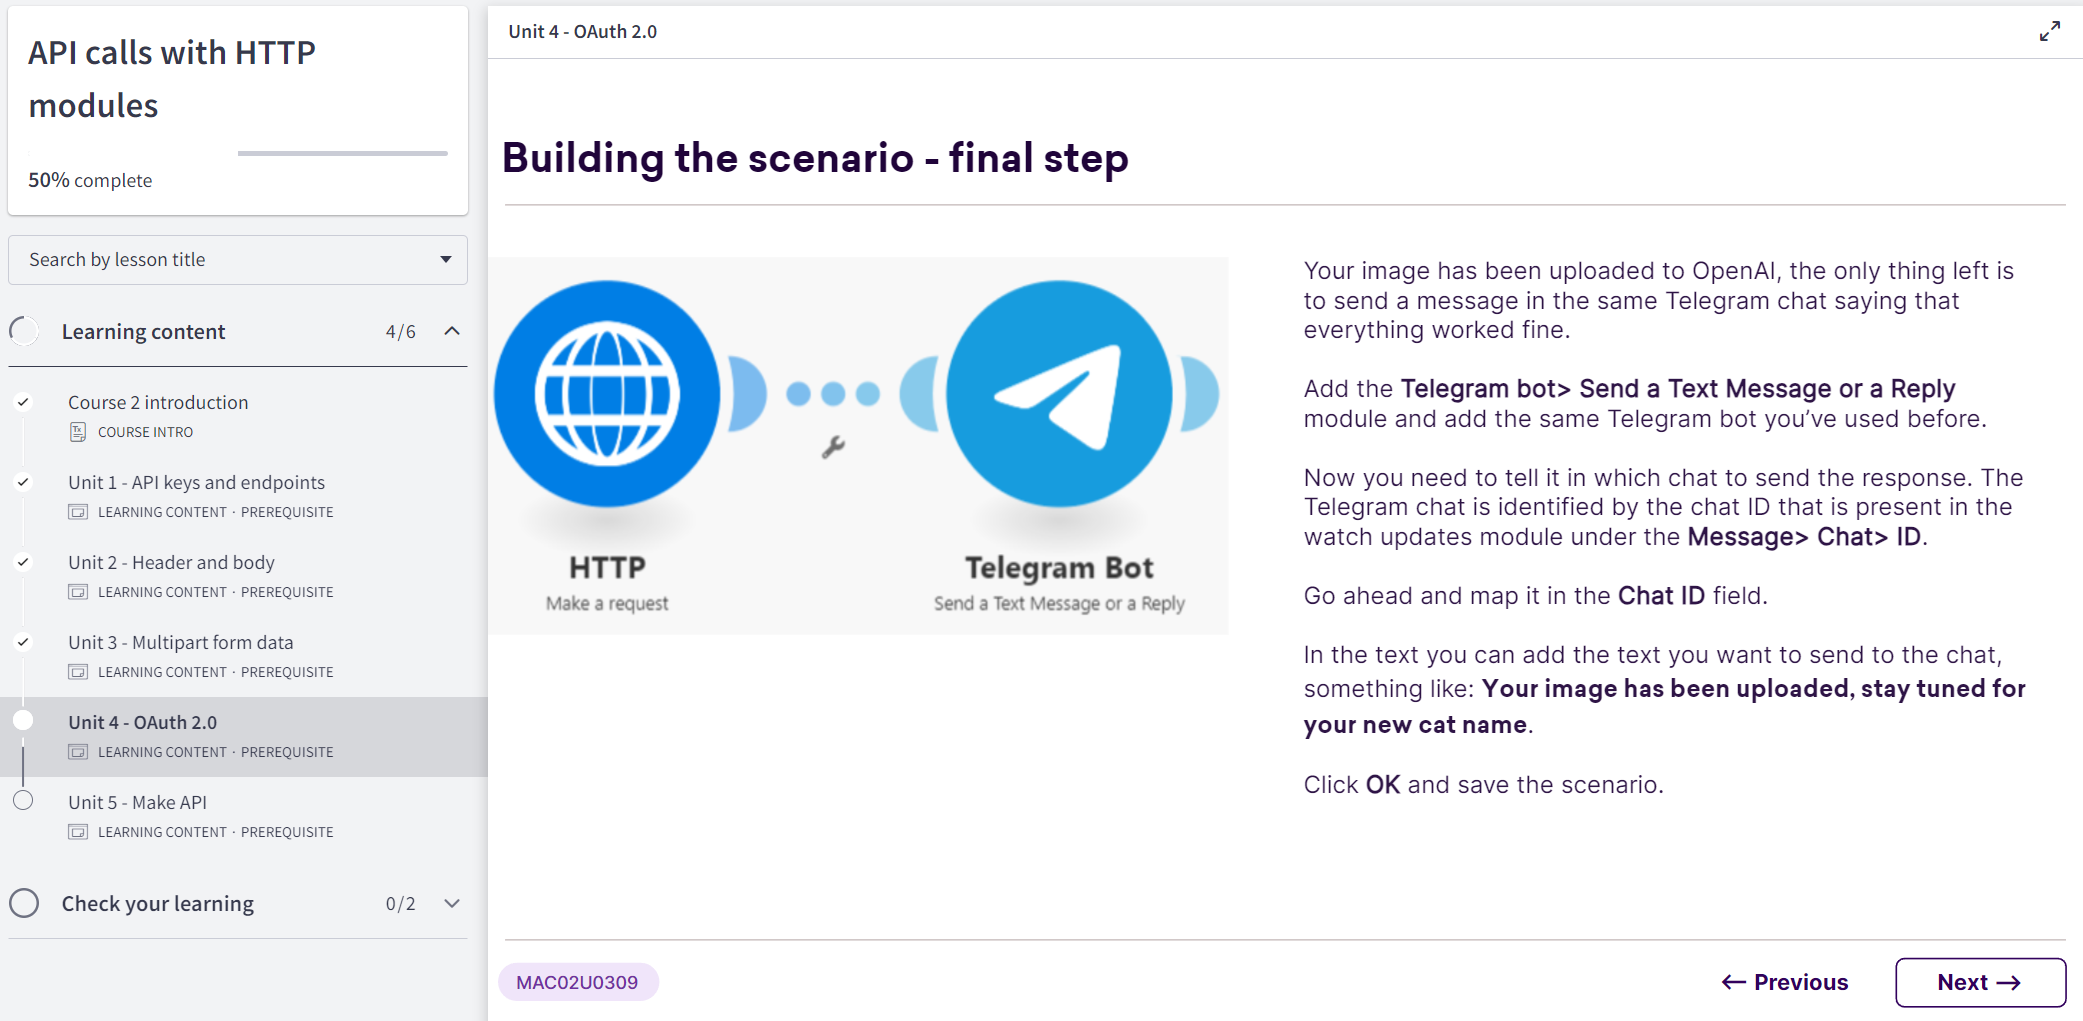 API calls with HTTP
modules
50% complete
Search by lesson title
Learning content 4/6
Course 2 introduction
COURSE INTRO
Unit 1 - API keys and endpoints
LEARNING CONTENT · PREREQUISITE
Unit 2 - Header and body
LEARNING CONTENT · PREREQUISITE
Unit 3 - Multipart form data
LEARNING CONTENT · PREREQUISITE
Unit 4 - OAuth 2.0
LEARNING CONTENT · PREREQUISITE
Unit 5 - Make API
LEARNING CONTENT · PREREQUISITE
Check your learning 0/2
Unit 4 - OAuth 2.0
Building the scenario - final step
HTTP
Make a request
Telegram Bot
Send a Text Message or a Reply
Your image has been uploaded to OpenAI, the only thing left is
to send a message in the same Telegram chat saying that
everything worked fine.
Add the Telegram bot> Send a Text Message or a Reply
module and add the same Telegram bot you’ve used before.
Now you need to tell it in which chat to send the response. The
Telegram chat is identified by the chat ID that is present in the
watch updates module under the Message> Chat> ID.
Go ahead and map it in the Chat ID field.
In the text you can add the text you want to send to the chat,
something like: Your image has been uploaded, stay tuned for
your new cat name.
Click OK and save the scenario.
MAC02U0309
← Previous
Next →